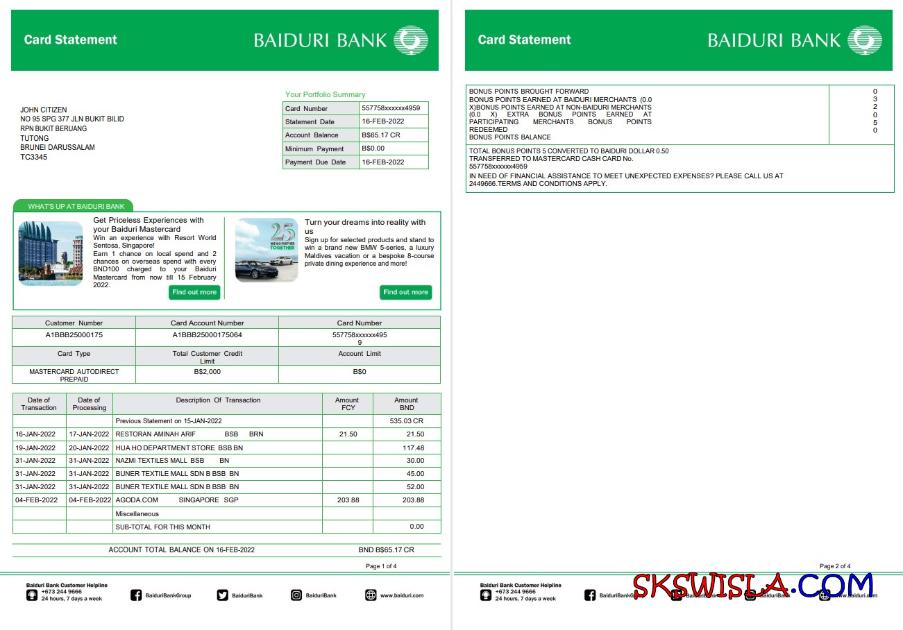 Card Statement
BAIDURI BANK
JOHN CITIZEN
NO 95 SPG 377 JLN BUKIT BILID
RPN BUKIT BERUANG
TUTONG
BRUNEI DARUSSALAM
TC3345
Your Portfolio Summary
Card Number 557758xxxxxx4959
Statement Date 16-FEB-2022
Account Balance B$65.17 CR
Minimum Payment B$0.00
Payment Due Date 16-FEB-2022
WHAT'S UP AT BAIDURI BANK
Get Priceless Experiences with
your Baiduri Mastercard
Win an experience with Resort World
Sentosa, Singapore!
Earn 1 chance on local spend and 2
chances on overseas spend with every
BND100 charged to your Baiduri
Mastercard from now till 15 February
2022.
Find out more
25
TOGETHER
Turn your dreams into reality with
us
Sign up for selected products and stand to
win a brand new BMW 5-series, a luxury
Maldives vacation or a bespoke 8-course
private dining experience and more!
Find out more
Customer Number Card Account Number Card Number
A1BBB25000175 A1BBB25000175064 557758xxxxxx495
9
Card Type Total Customer Credit Account Limit
Limit
MASTERCARD AUTODIRECT B$2,000 B$0
PREPAID
Date of Date of Description Of Transaction Amount Amount
Transaction Processing FCY BND
Previous Statement on 15-JAN-2022 535.03 CR
16-JAN-2022 17-JAN-2022 RESTORAN AMINAH ARIF BSB BRN 21.50 21.50
19-JAN-2022 20-JAN-2022 HUA HO DEPARTMENT STORE BSB BN 117.48
31-JAN-2022 31-JAN-2022 NAZMI TEXTILES MALL BSB BN 30.00
31-JAN-2022 31-JAN-2022 BUNER TEXTILE MALL SDN B BSB BN 45.00
31-JAN-2022 31-JAN-2022 BUNER TEXTILE MALL SDN B BSB BN 52.00
04-FEB-2022 04-FEB-2022 AGODA.COM SINGAPORE SGP 203.88 203.88
Miscellaneous
SUB-TOTAL FOR THIS MONTH 0.00
ACCOUNT TOTAL BALANCE ON 16-FEB-2022 BND B$65.17 CR
Page 1 of 4
Baiduri Bank Customer Helpline
+673 244 9666
24 hours, 7 days a week
BaiduriBankGroup
BaiduriBank
BaiduriBank
www.baiduri.com
Card Statement
BAIDURI BANK
BONUS POINTS BROUGHT FORWARD 0
BONUS POINTS EARNED AT BAIDURI MERCHANTS (0.0 3
X)BONUS POINTS EARNED AT NON-BAIDURI MERCHANTS 2
(0.0 X) EXTRA BONUS POINTS EARNED AT 0
PARTICIPATING MERCHANTS BONUS POINTS 5
REDEEMED 0
BONUS POINTS BALANCE
TOTAL BONUS POINTS 5 CONVERTED TO BAIDURI DOLLAR 0.50
TRANSFERRED TO MASTERCARD CASH CARD No.
557758xxxxxx4959
IN NEED OF FINANCIAL ASSISTANCE TO MEET UNEXPECTED EXPENSES? PLEASE CALL US AT
2449666.TERMS AND CONDITIONS APPLY.
Page 2 of 4
Baiduri Bank Customer Helpline
+673 244 9666
24 hours, 7 days a week
SKSWISLA.COM